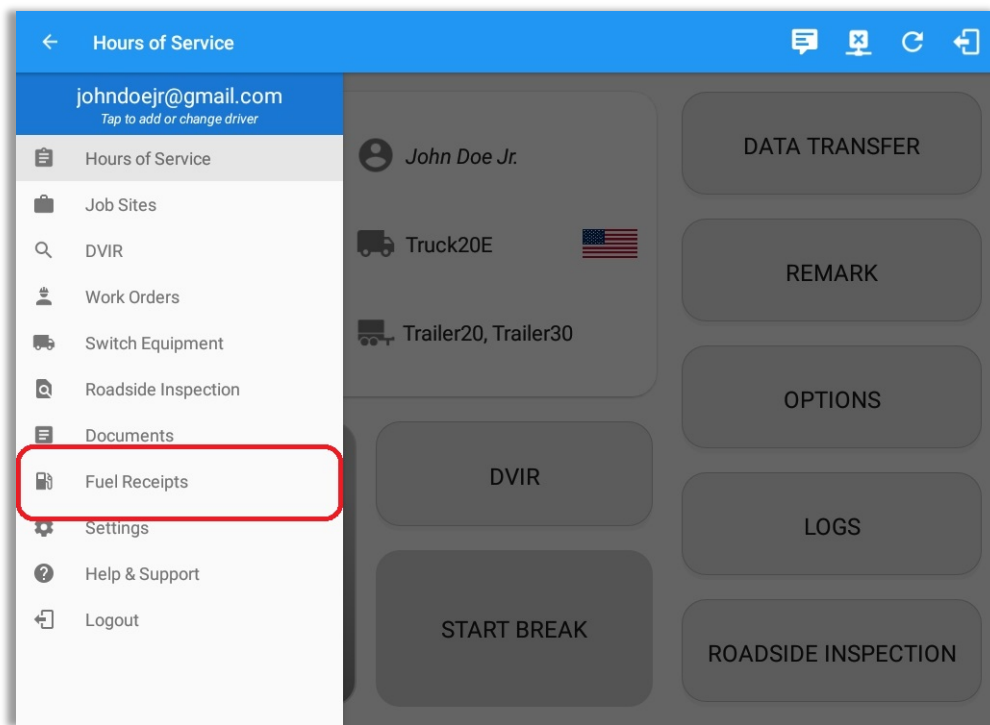 Hours of Service
johndoejr@gmail.com
Tap to add or change driver
Hours of Service
Job Sites
DVIR
Work Orders
Switch Equipment
Roadside Inspection
Documents
Fuel Receipts
Settings
Help & Support
Logout
John Doe Jr.
Truck20E
Trailer20, Trailer30
DVIR
START BREAK
DATA TRANSFER
REMARK
OPTIONS
LOGS
ROADSIDE INSPECTION